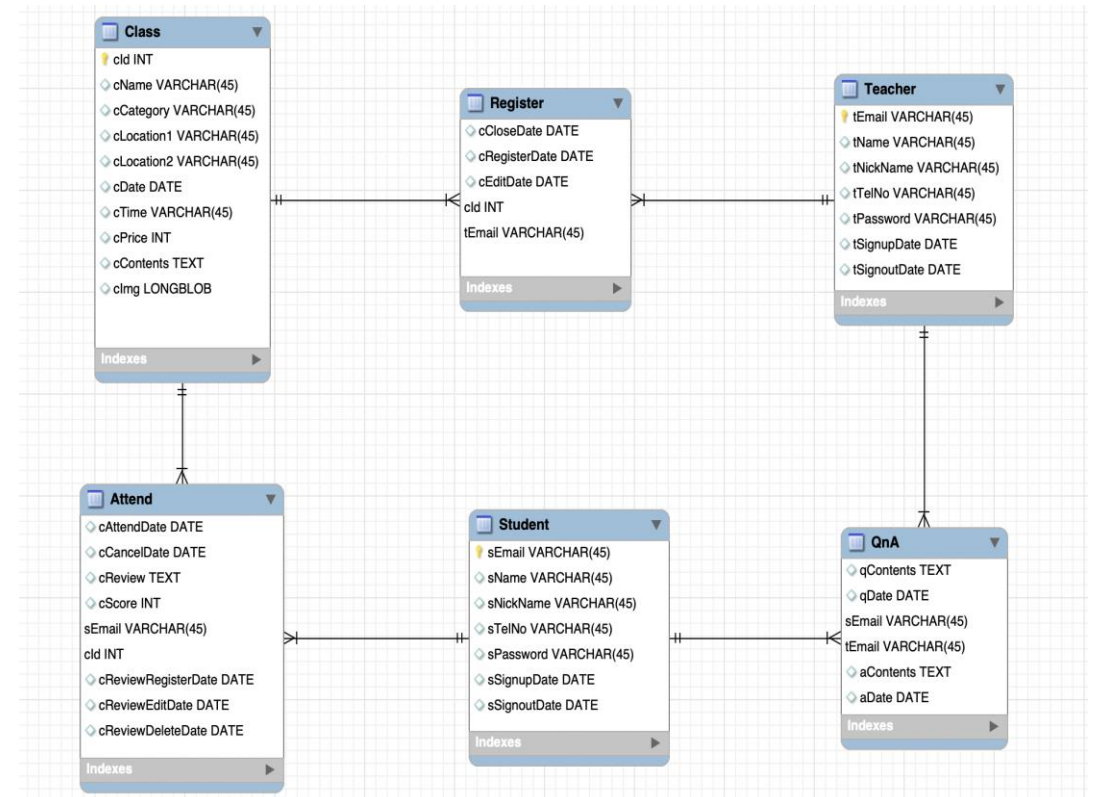 Class
cId INT
cName VARCHAR(45)
cCategory VARCHAR(45)
cLocation1 VARCHAR(45)
cLocation2 VARCHAR(45)
cDate DATE
cTime VARCHAR(45)
cPrice INT
cContents TEXT
cImg LONGBLOB
Indexes
Register
cCloseDate DATE
cRegisterDate DATE
cEditDate DATE
cId INT
tEmail VARCHAR(45)
Indexes
Teacher
tEmail VARCHAR(45)
tName VARCHAR(45)
tNickName VARCHAR(45)
tTelNo VARCHAR(45)
tPassword VARCHAR(45)
tSignupDate DATE
tSignoutDate DATE
Indexes
Attend
cAttendDate DATE
cCancelDate DATE
cReview TEXT
cScore INT
sEmail VARCHAR(45)
cId INT
cReviewRegisterDate DATE
cReviewEditDate DATE
cReviewDeleteDate DATE
Indexes
Student
sEmail VARCHAR(45)
sName VARCHAR(45)
sNickName VARCHAR(45)
sTelNo VARCHAR(45)
sPassword VARCHAR(45)
sSignupDate DATE
sSignoutDate DATE
Indexes
QnA
qContents TEXT
qDate DATE
sEmail VARCHAR(45)
tEmail VARCHAR(45)
aContents TEXT
aDate DATE
Indexes